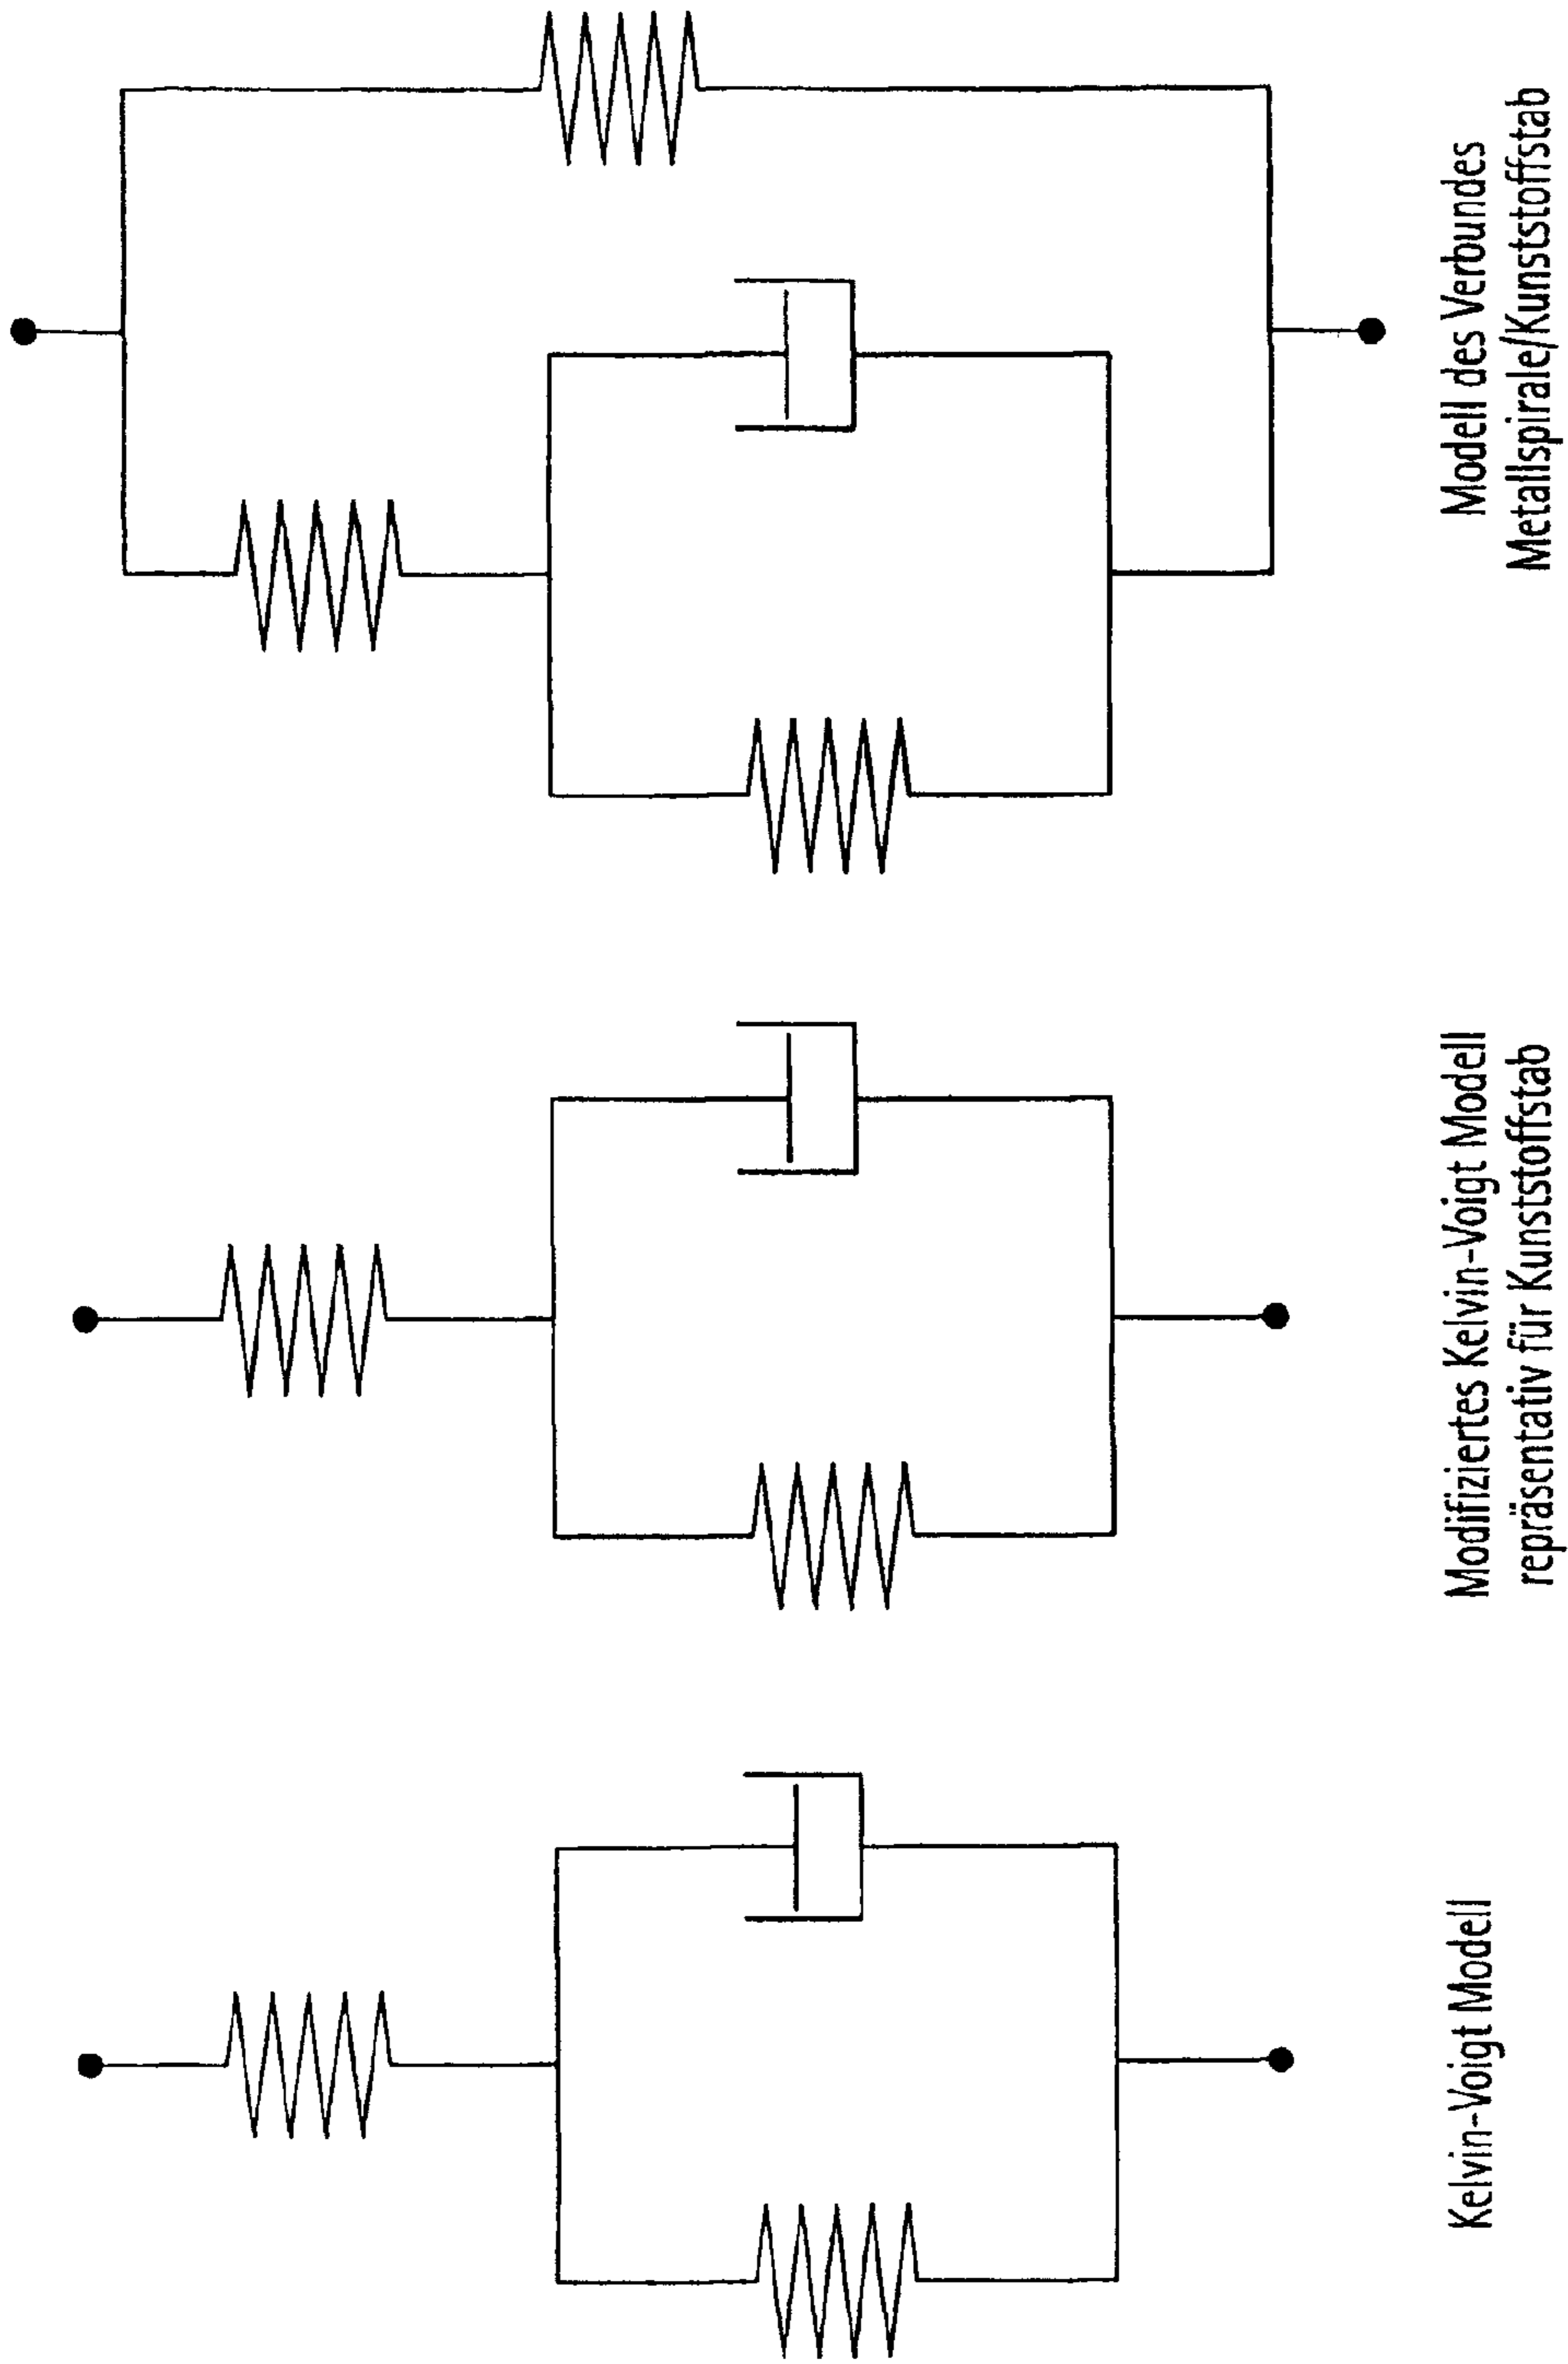 Kelvin-Voigt Modell
Modifiziertes Kelvin-Voigt Modell
repräsentativ für Kunststoffstab
Modell des Verbundes
Metallspirale/Kunststoffstab